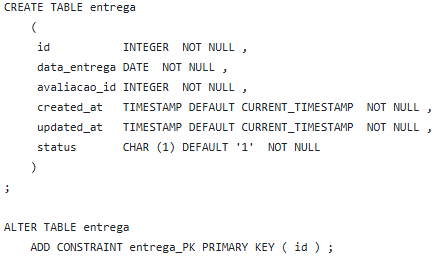 CREATE TABLE entrega
(
id INTEGER NOT NULL ,
data_entrega DATE NOT NULL ,
avaliacao_id INTEGER NOT NULL ,
created_at TIMESTAMP DEFAULT CURRENT_TIMESTAMP NOT NULL ,
updated_at TIMESTAMP DEFAULT CURRENT_TIMESTAMP NOT NULL ,
status CHAR (1) DEFAULT '1' NOT NULL
)
;
ALTER TABLE entrega
ADD CONSTRAINT entrega_PK PRIMARY KEY ( id ) ;